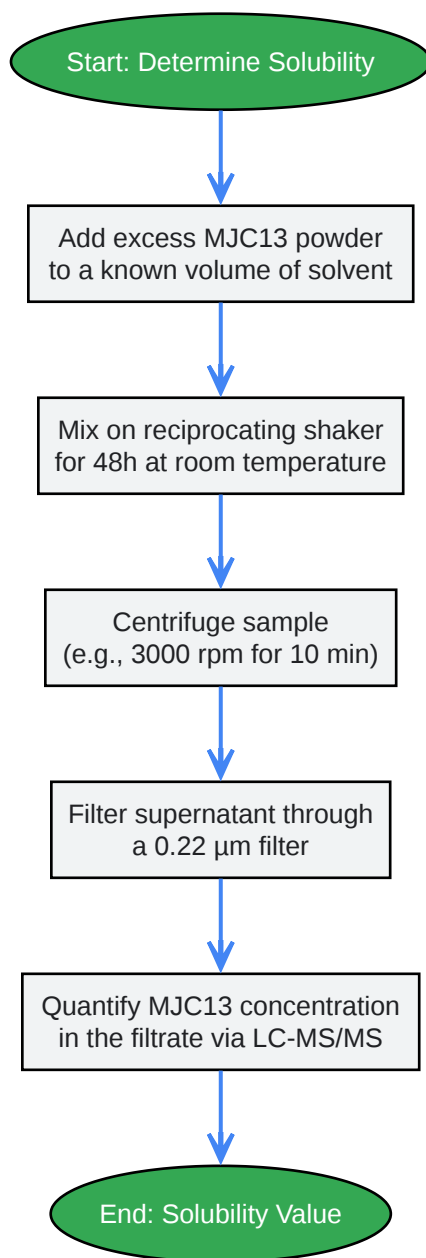 Start: Determine Solubility
Add excess MJC13 powder
to a known volume of solvent
Mix on reciprocating shaker
for 48h at room temperature
Centrifuge sample
(e.g., 3000 rpm for 10 min)
Filter supernatant through
a 0.22 µm filter
Quantify MJC13 concentration
in the filtrate via LC-MS/MS
End: Solubility Value